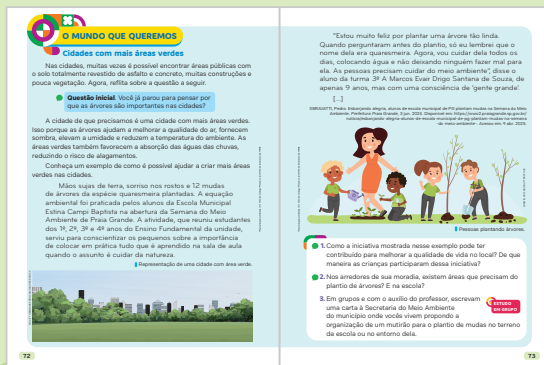 O MUNDO QUE QUEREMOS
Cidades com mais áreas verdes
Nas cidades, muitas vezes é possível encontrar áreas públicas com
o solo totalmente revestido de asfalto e concreto, muitas construções e
pouca vegetação. Agora, reflita sobre a questão a seguir.
Questão inicial. Você já parou para pensar por
que as árvores são importantes nas cidades?
A cidade de que precisamos é uma cidade com mais áreas verdes.
Isso porque as árvores ajudam a melhorar a qualidade do ar, fornecem
sombra, elevam a umidade e reduzem a temperatura do ambiente. As
áreas verdes também favorecem a absorção das águas das chuvas,
reduzindo o risco de alagamentos.
Conheça um exemplo de como é possível ajudar a criar mais áreas
verdes nas cidades.
Mãos sujas de terra, sorriso nos rostos e 12 mudas
de árvores da espécie quaresmeira plantadas. A equação
ambiental foi praticada pelos alunos da Escola Municipal
Estina Campi Baptista na abertura da Semana do Meio
Ambiente de Praia Grande. A atividade, que reuniu estudantes
dos 1º, 2º, 3º e 4º anos do Ensino Fundamental da unidade,
serviu para conscientizar os pequenos sobre a importância
de colocar em prática tudo que é aprendido na sala de aula
quando o assunto é cuidar da natureza.
Representação de uma cidade com área verde.
72
"Estou muito feliz por plantar uma árvore tão linda.
Quando perguntaram antes do plantio, só eu lembrei que o
nome dela era quaresmeira. Agora, vou cuidar dela todos os
dias, colocando água e não deixando ninguém fazer mal para
ela. As pessoas precisam cuidar do meio ambiente", disse o
aluno da turma 3º A Marcos Evair Dirgo Santana de Souza, de
apenas 9 anos, mas com uma consciência de 'gente grande'.
[...]
Pessoas plantando árvores.
1. Como a iniciativa mostrada nesse exemplo pode ter
contribuído para melhorar a qualidade de vida no local? De que
maneira as crianças participaram dessa iniciativa?
2. Nos arredores de sua moradia, existem áreas que precisam do
plantio de árvores? E na escola?
3. Em grupos e com o auxílio do professor, escrevam
uma carta à Secretaria do Meio Ambiente
do município onde vocês vivem propondo a
organização de um mutirão para o plantio de mudas no terreno
da escola ou no entorno dela.
ESTUDO
EM GRUPO
73